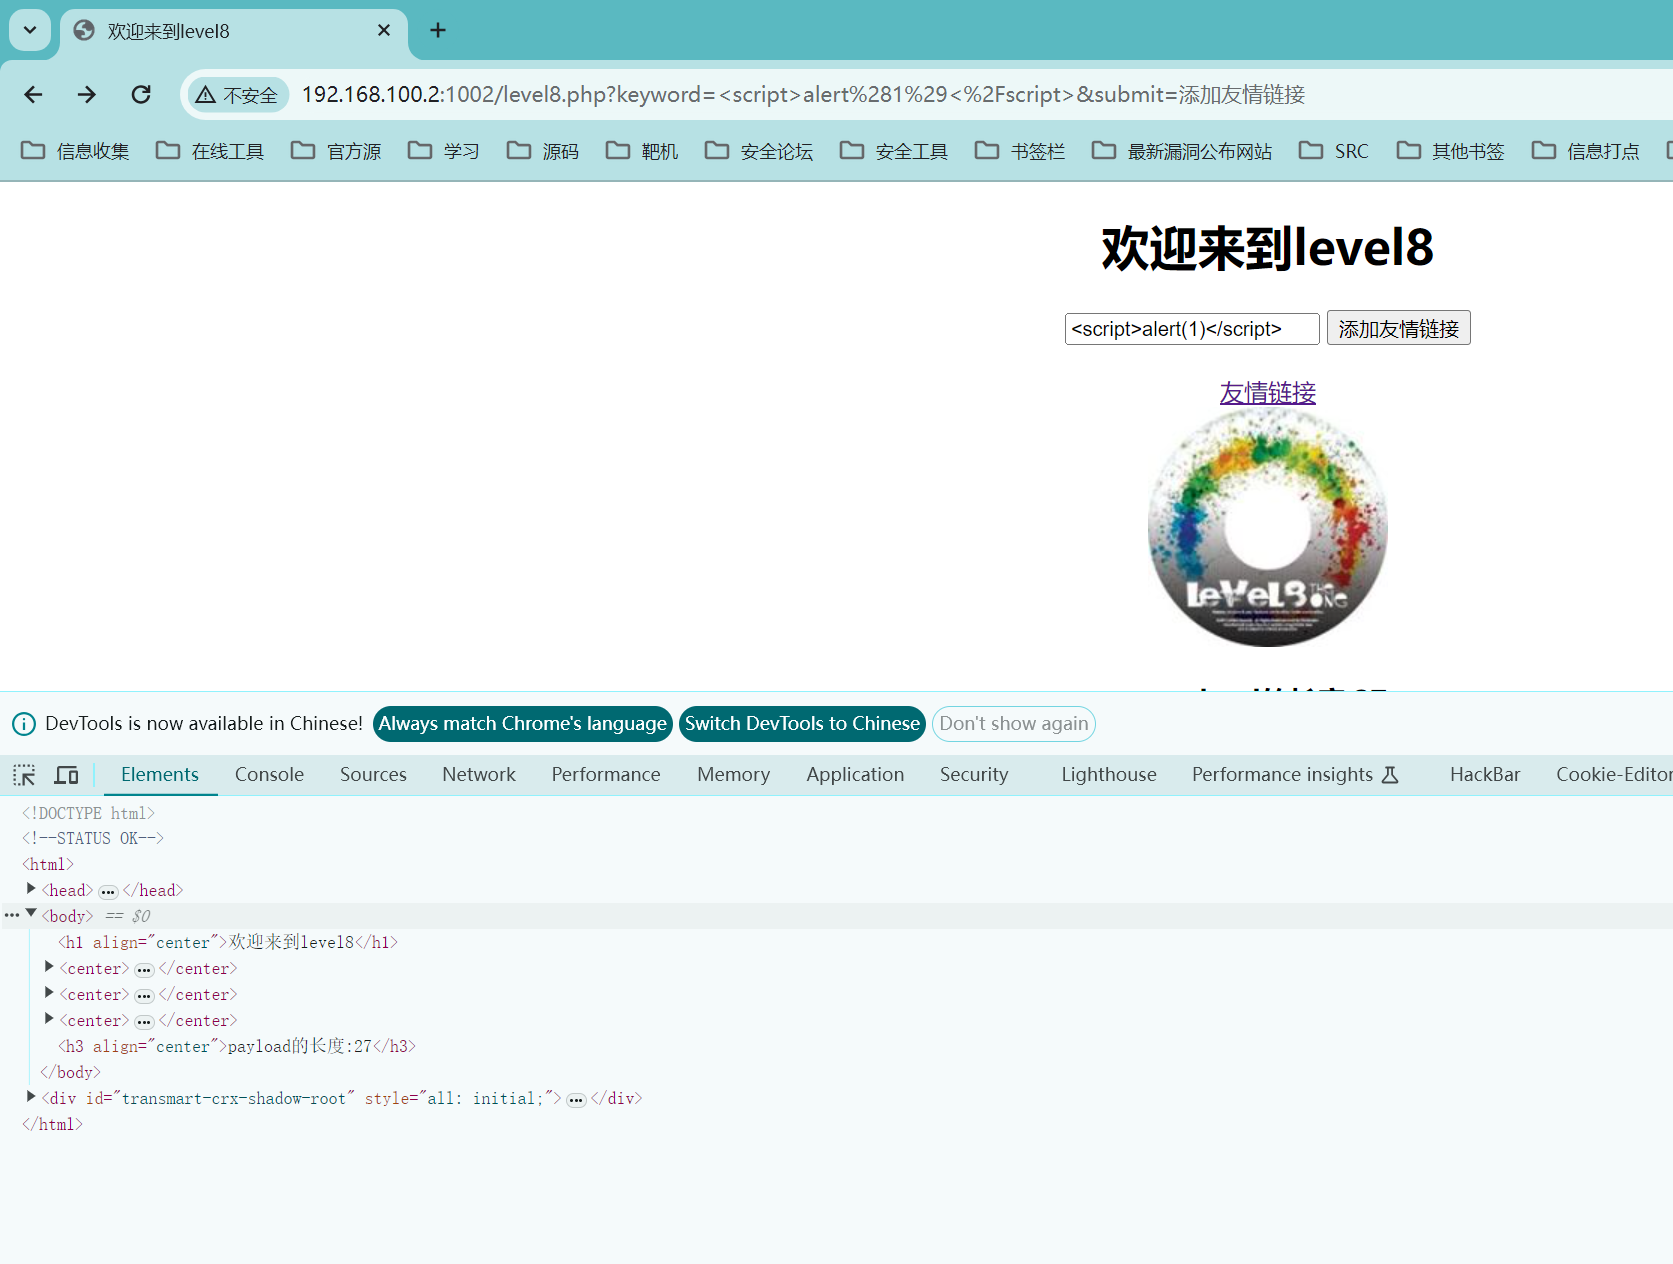 欢迎来到level8
不安全 192.168.100.2:1002/level8.php?keyword=<script>alert%281%29<%2Fscript>&submit=添加友情链接
信息收集 在线工具 官方源 学习 源码 靶机 安全论坛 安全工具 书签栏 最新漏洞公布网站 SRC 其他书签 信息打点
欢迎来到level8
<script>alert(1)</script> 添加友情链接
友情链接
LeVeL8
DevTools is now available in Chinese! Always match Chrome's language Switch DevTools to Chinese Don't show again
Elements Console Sources Network Performance Memory Application Security Lighthouse Performance insights HackBar Cookie-Editor
<!DOCTYPE html>
<!--STATUS OK-->
<html>
<head> ••• </head>
••• <body> == $0
<h1 align="center">欢迎来到level8</h1>
<center> ••• </center>
<center> ••• </center>
<center> ••• </center>
<h3 align="center">payload的长度:27</h3>
</body>
<div id="transmart-crx-shadow-root" style="all: initial;"> ••• </div>
</html>